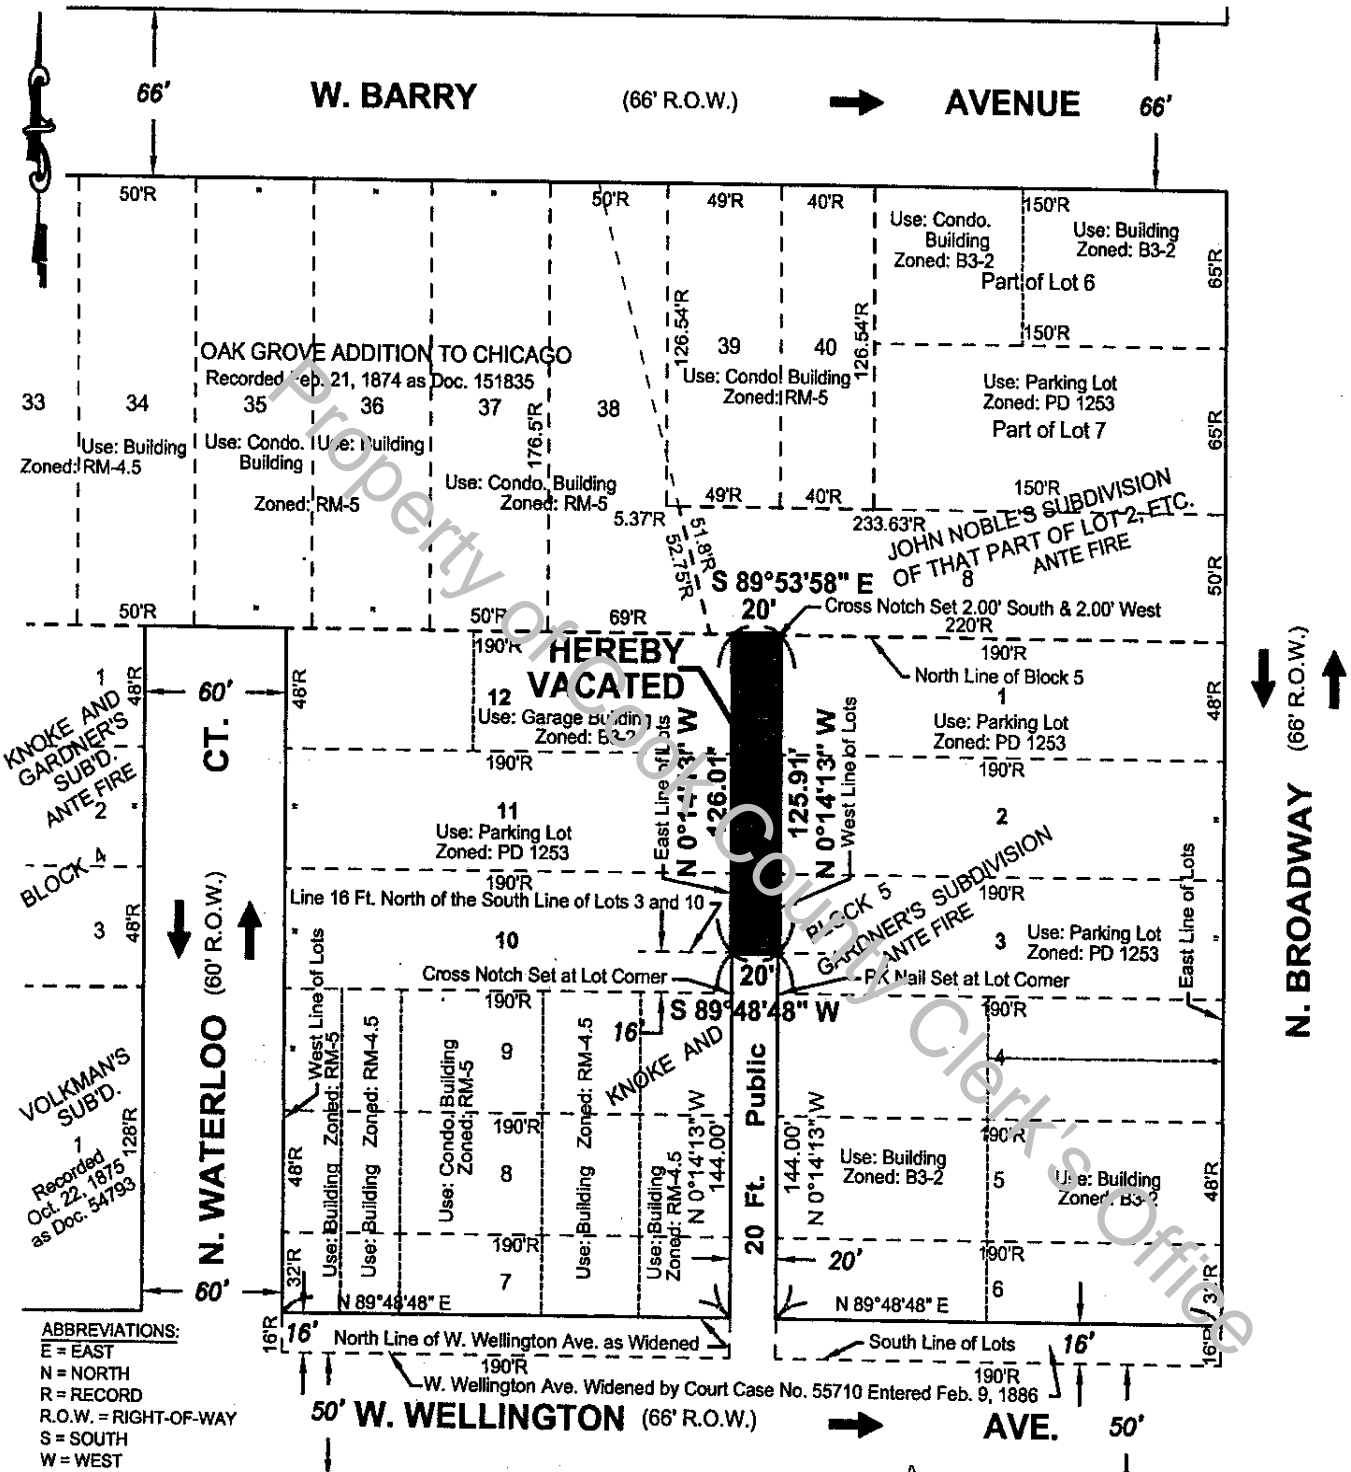 66'
W. BARRY
(66' R.O.W.)
AVENUE
66'
50'R
"
"
"
50'R
49'R
40'R
150'R
Use: Condo.
Building
Zoned: B3-2
Use: Building
Zoned: B3-2
Part of Lot 6
65'R
150'R
126.54'R
126.54'R
OAK GROVE ADDITION TO CHICAGO
Recorded Feb. 21, 1874 as Doc. 151835
33
34
35
36
37
38
39
40
Use: Condo. Building
Zoned: RM-5
Use: Parking Lot
Zoned: PD 1253
Part of Lot 7
65'R
Use: Building
Zoned: RM-4.5
Use: Condo.
Building
Use: Building
Zoned: RM-5
176.5'R
Use: Condo. Building
Zoned: RM-5
49'R
40'R
150'R
5.37'R
51.8'R
52.75'R
233.63'R
JOHN NOBLE'S SUBDIVISION
OF THAT PART OF LOT 2, ETC.
ANTE FIRE
8
50'R
S 89°53'58" E
20'
Cross Notch Set 2.00' South & 2.00' West
220'R
50'R
"
"
50'R
69'R
190'R
HEREBY
VACATED
190'R
North Line of Block 5
1
48'R
KNOKE AND
GARDNER'S
SUB'D.
ANTE FIRE
60'
48'R
12
Use: Garage Building
Zoned: B3-2
1
Use: Parking Lot
Zoned: PD 1253
48'R
(66' R.O.W.)
CT.
190'R
190'R
East Line of Lots
N 0°14'13" W
126.01'
125.91'
N 0°14'13" W
West Line of Lots
2
"
"
11
Use: Parking Lot
Zoned: PD 1253
2
"
BLOCK 4
190'R
Line 16 Ft. North of the South Line of Lots 3 and 10
190'R
3
48'R
(60' R.O.W.)
"
10
BLOCK 5
GARDNER'S SUBDIVISION
ANTE FIRE
3
Use: Parking Lot
Zoned: PD 1253
East Line of Lots
"
N. BROADWAY
Cross Notch Set at Lot Corner
20'
PK Nail Set at Lot Corner
190'R
16'
S 89°48'48" W
190'R
KNOKE AND
West Line of Lots
"
9
4
VOLKMAN'S
SUB'D.
1
Recorded
Oct. 22, 1875
as Doc. 54793
128'R
N. WATERLOO
48'R
Use: Building Zoned: RM-5
Use: Building Zoned: RM-4.5
Use: Condo. Building
Zoned: RM-5
190'R
8
Use: Building Zoned: RM-4.5
Use: Building
Zoned: RM-4.5
N 0°14'13" W
144.00'
20 Ft. Public
144.00'
N 0°14'13" W
190'R
Use: Building
Zoned: B3-2
5
Use: Building
Zoned: B3-2
48'R
190'R
7
20'
190'R
6
60'
32'R
N 89°48'48" E
N 89°48'48" E
16'R
16'
North Line of W. Wellington Ave. as Widened
South Line of Lots
16'
16'R
190'R
190'R
W. Wellington Ave. Widened by Court Case No. 55710 Entered Feb. 9, 1886
50'
W. WELLINGTON
(66' R.O.W.)
AVE.
50'
ABBREVIATIONS:
E = EAST
N = NORTH
R = RECORD
R.O.W. = RIGHT-OF-WAY
S = SOUTH
W = WEST
Property of Cook County Clerk's Office